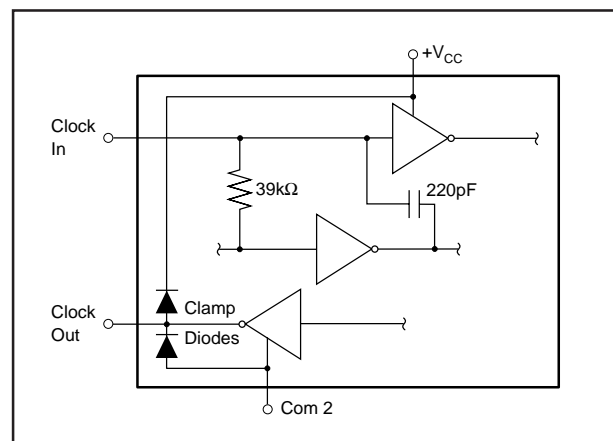 +VCC
Clock
In
39kΩ
220pF
Clock
Out
Clamp
Diodes
Com 2